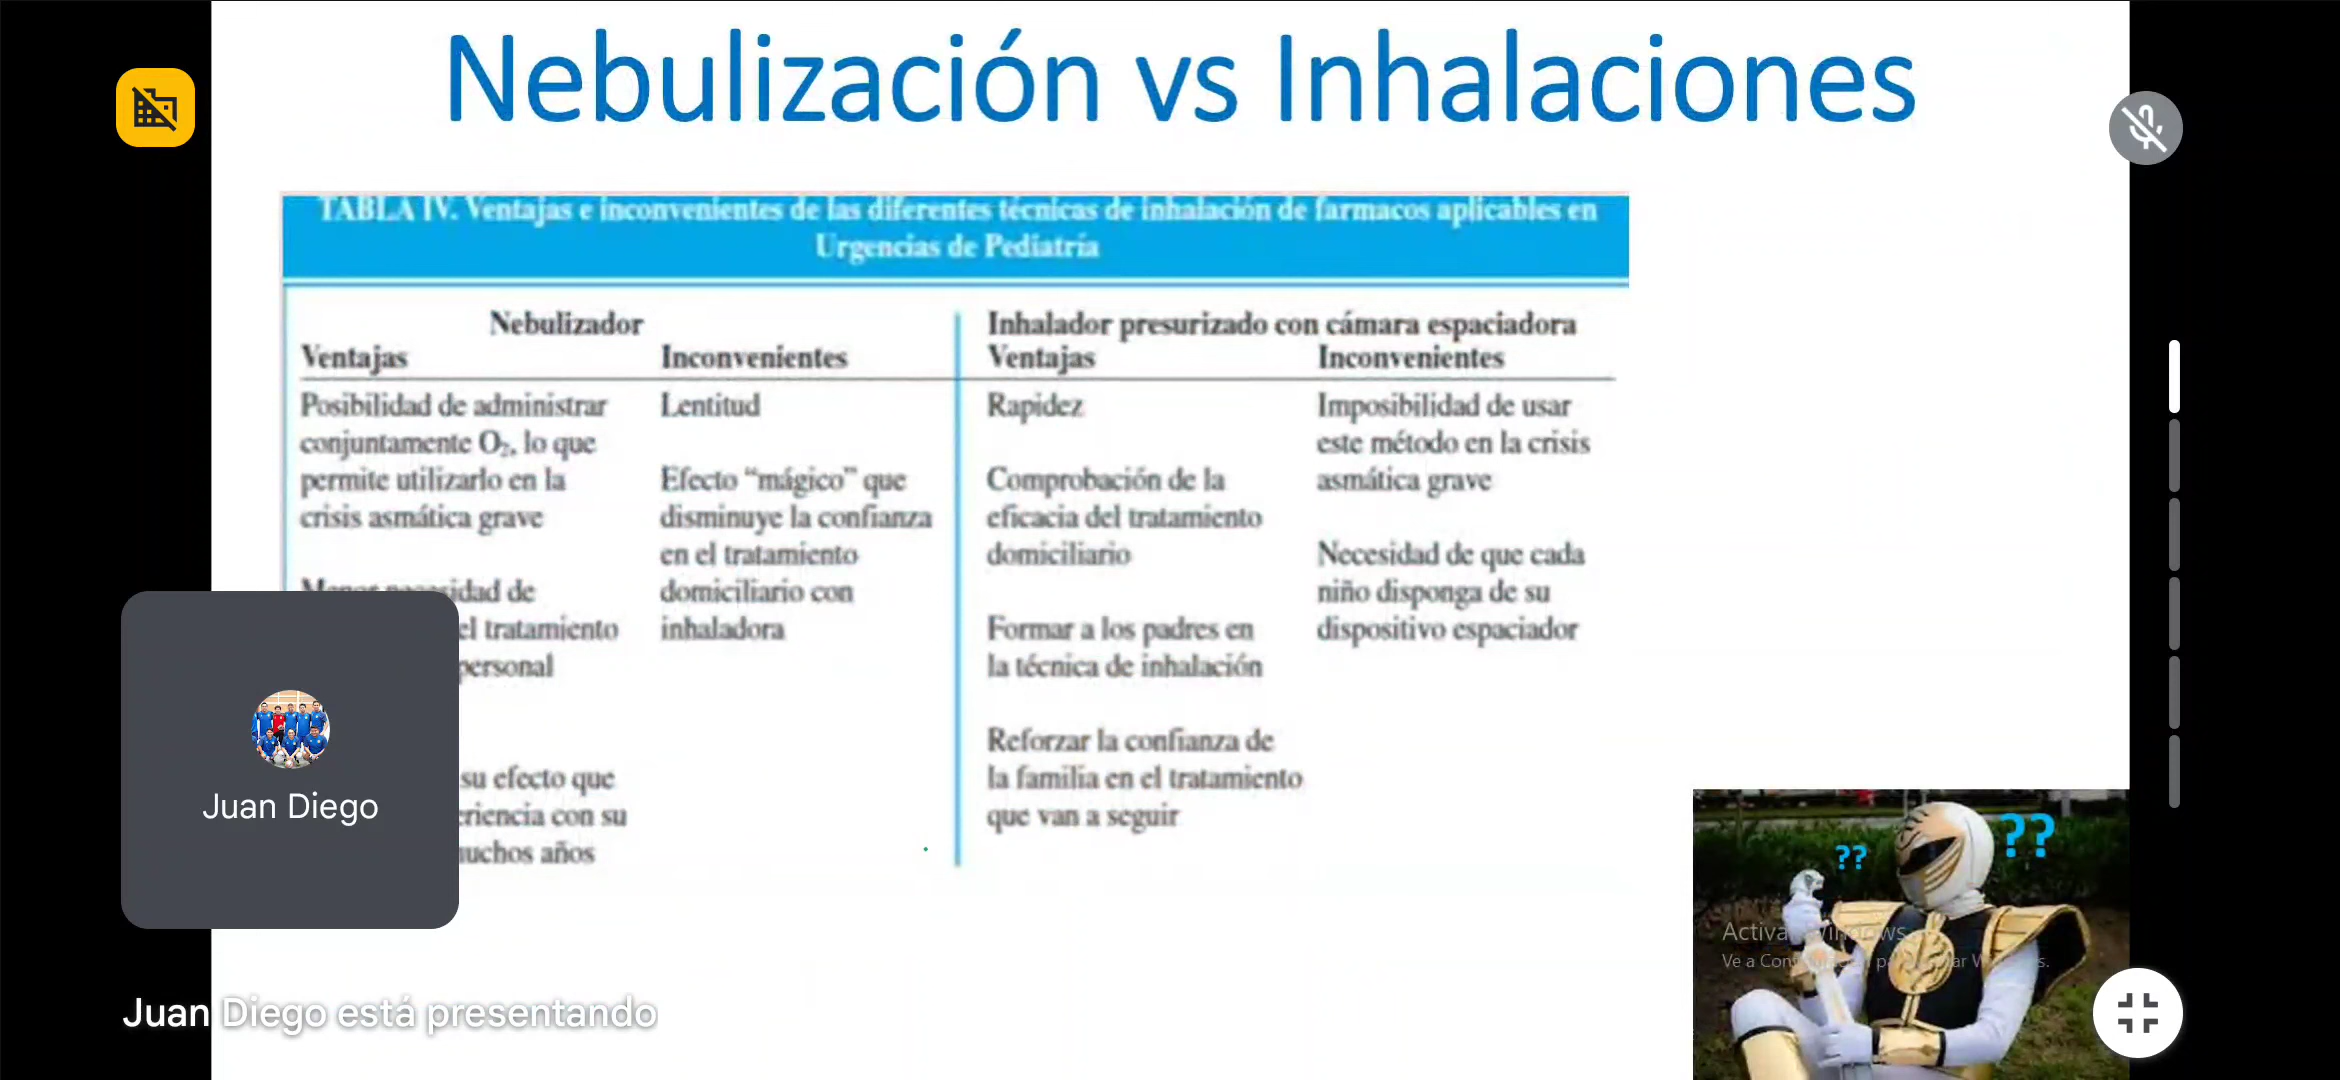 Nebulización vs Inhalaciones
TABLA IV. Ventajas e inconvenientes de las diferentes técnicas de inhalación de farmacos aplicables en
Urgencias de Pediatría
Nebulizador
Ventajas
Posibilidad de administrar
conjuntamente O₂, lo que
permite utilizarlo en la
crisis asmática grave
el tratamiento
personal
su efecto que
con su
años
Inconvenientes
Lentitud
Efecto “mágico” que
disminuye la confianza
en el tratamiento
domiciliario con
inhaladora
Inhalador presurizado con cámara espaciadora
Ventajas
Rapidez
Comprobación de la
eficacia del tratamiento
domiciliario
Formar a los padres en
la técnica de inhalación
Reforzar la confianza de
la familia en el tratamiento
que van a seguir
Inconvenientes
Imposibilidad de usar
este método en la crisis
asmática grave
Necesidad de que cada
niño disponga de su
dispositivo espaciador
Juan Diego
Juan Diego está presentando
??
??
Ve a